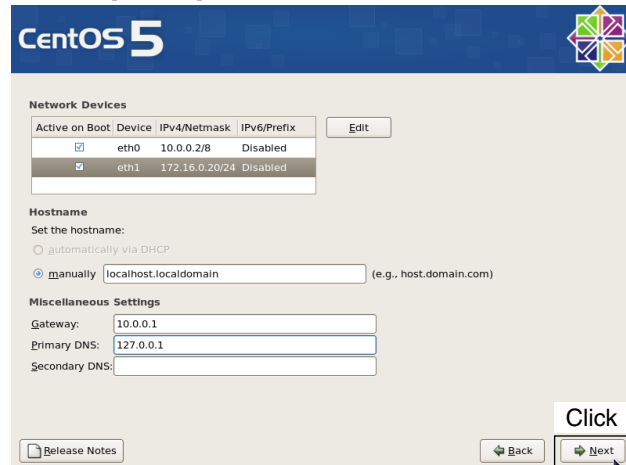 CentOS 5
Network Devices
Active on Boot Device IPv4/Netmask IPv6/Prefix
Edit
eth0 10.0.0.2/8 Disabled
eth1 172.16.0.20/24 Disabled
Hostname
Set the hostname:
automatically via DHCP
manually localhost.localdomain (e.g., host.domain.com)
Miscellaneous Settings
Gateway: 10.0.0.1
Primary DNS: 127.0.0.1
Secondary DNS:
Click
Release Notes
Back
Next